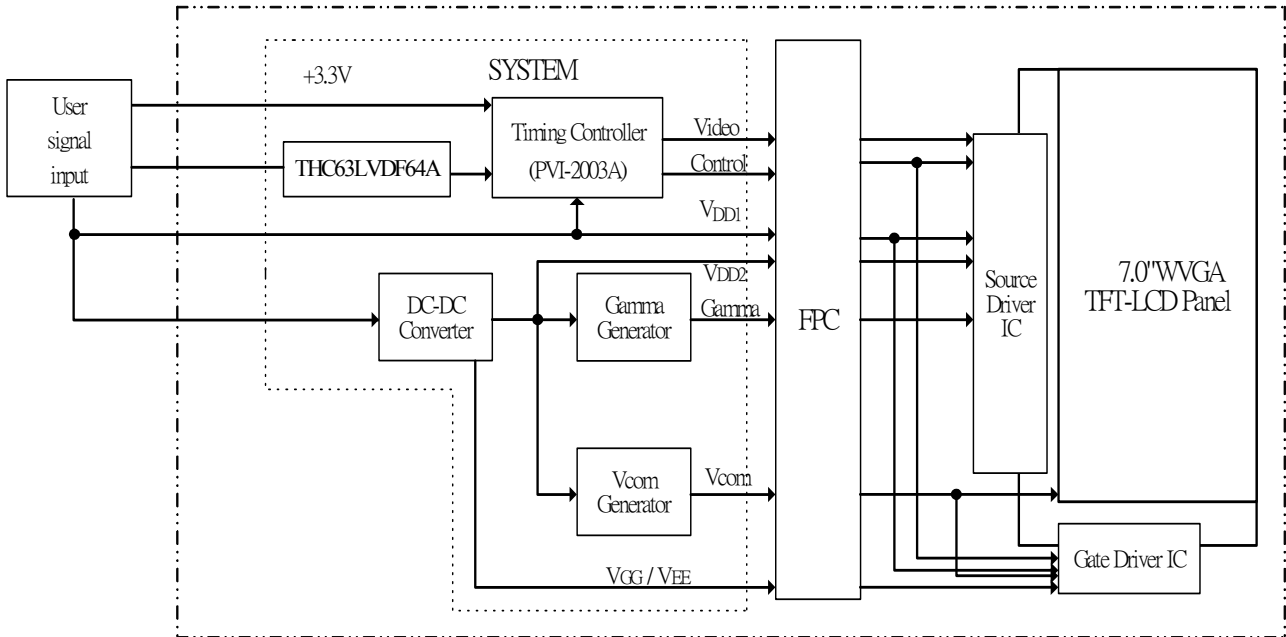 +3.3V
SYSTEM
User
signal
input
THC63LVDF64A
Timing Controller
(PVI-2003A)
Video
Control
VDD1
VDD2
DC-DC
Converter
Gamma
Generator
Gamma
FPC
Source
Driver
IC
7.0"WVGA
TFT-LCD Panel
Vcom
Generator
Vcom
Gate Driver IC
VGG / VEE